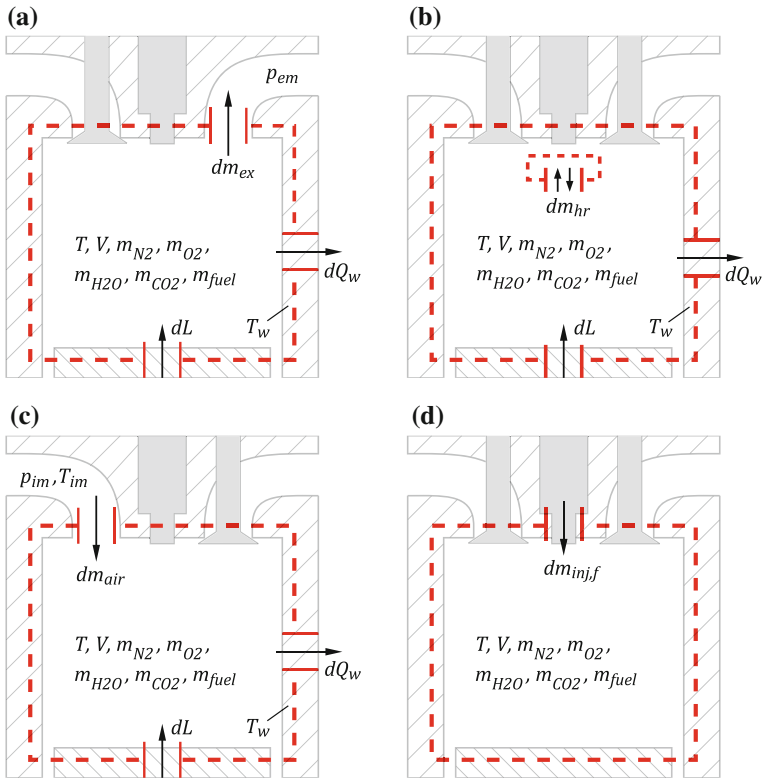 (a)
p_em
dm_ex
T, V, m_N2, m_O2,
m_H2O, m_CO2, m_fuel
dQ_w
T_w
dL
(b)
dm_hr
T, V, m_N2, m_O2,
m_H2O, m_CO2, m_fuel
dQ_w
T_w
dL
(c)
p_im, T_im
dm_air
T, V, m_N2, m_O2,
m_H2O, m_CO2, m_fuel
dQ_w
T_w
dL
(d)
dm_inj,f
T, V, m_N2, m_O2,
m_H2O, m_CO2, m_fuel